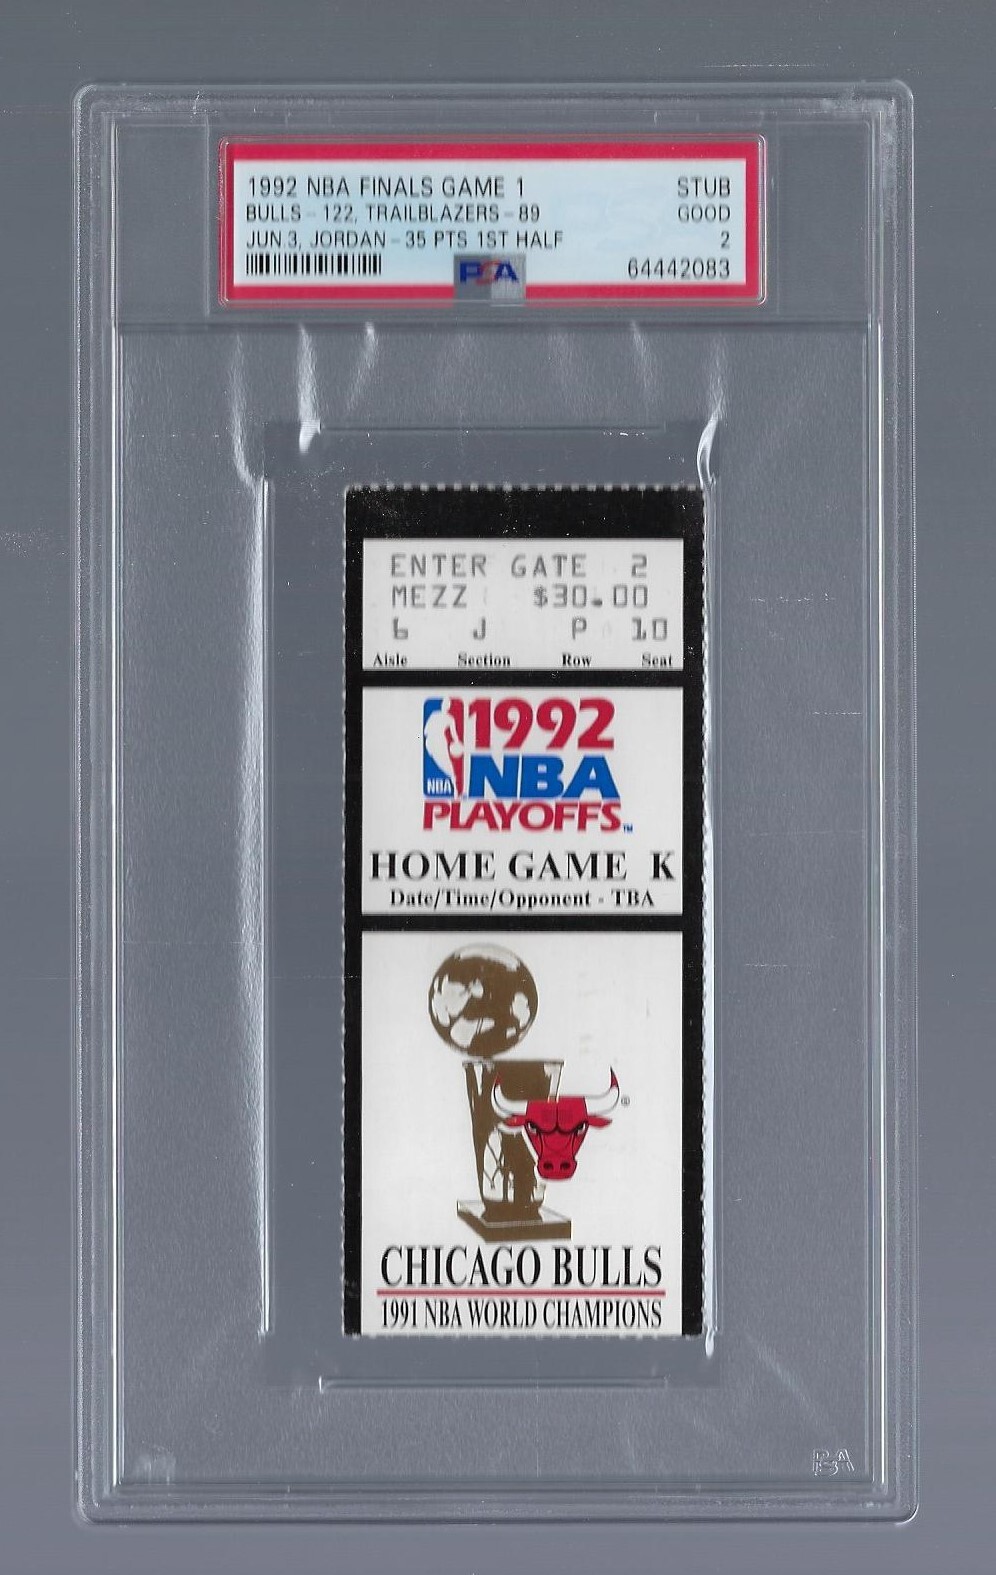 1992 NBA FINALS GAME 1 STUB
BULLS - 122, TRAILBLAZERS - 89 GOOD
JUN 3, JORDAN - 35 PTS 1ST HALF 2
PSA 64442083
ENTER GATE 2
MEZZ $30.00
6 J P 10
Aisle Section Row Seat
1992
NBA NBA
PLAYOFFS™
HOME GAME K
Date/Time/Opponent - TBA
®
CHICAGO BULLS
1991 NBA WORLD CHAMPIONS
PSA